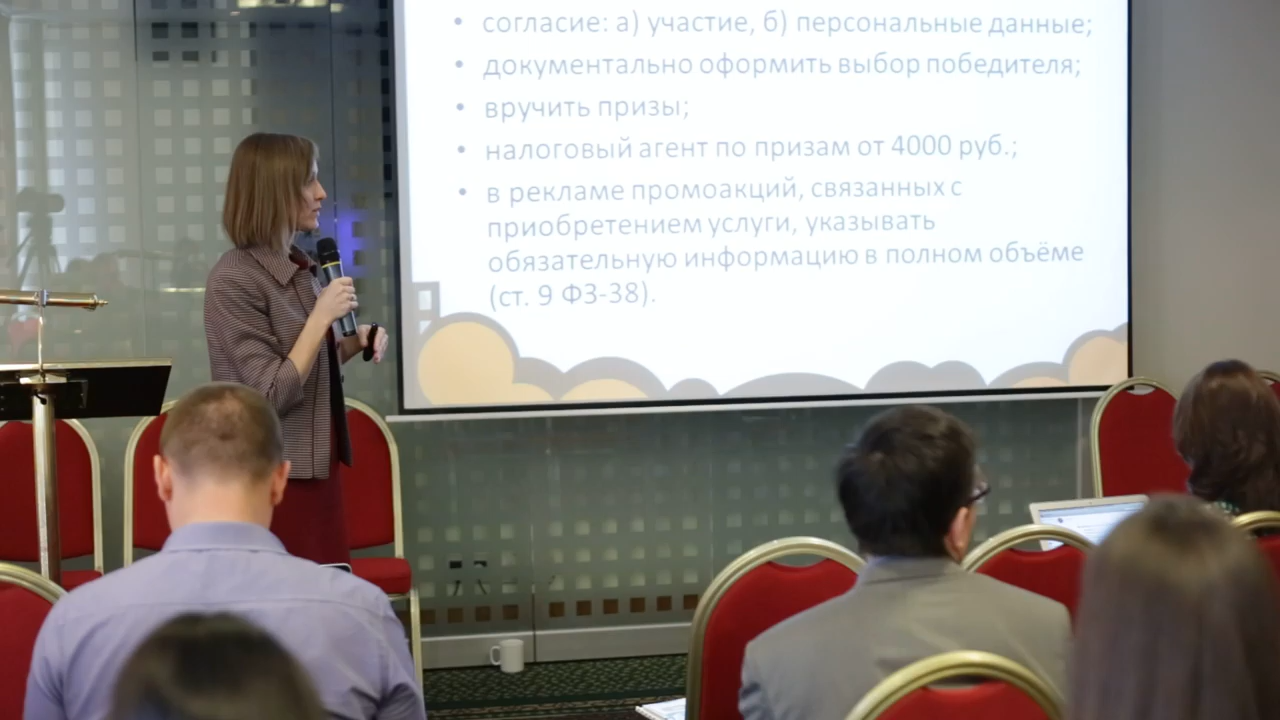 • согласие: а) участие, б) персональные данные;
• документально оформить выбор победителя;
• вручить призы;
• налоговый агент по призам от 4000 руб.;
• в рекламе промоакций, связанных с
приобретением услуги, указывать
обязательную информацию в полном объёме
(ст. 9 ФЗ-38).